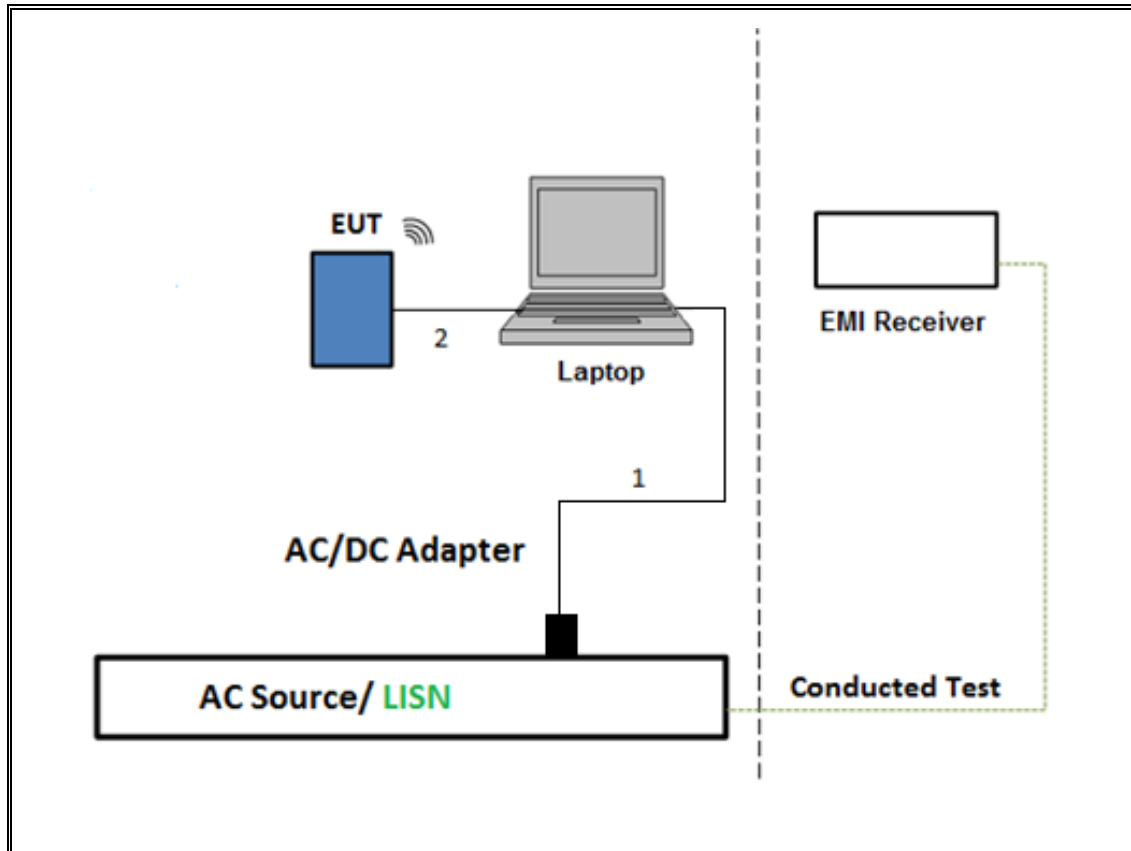 EUT
2
Laptop
EMI Receiver
1
AC/DC Adapter
AC Source/ LISN
Conducted Test